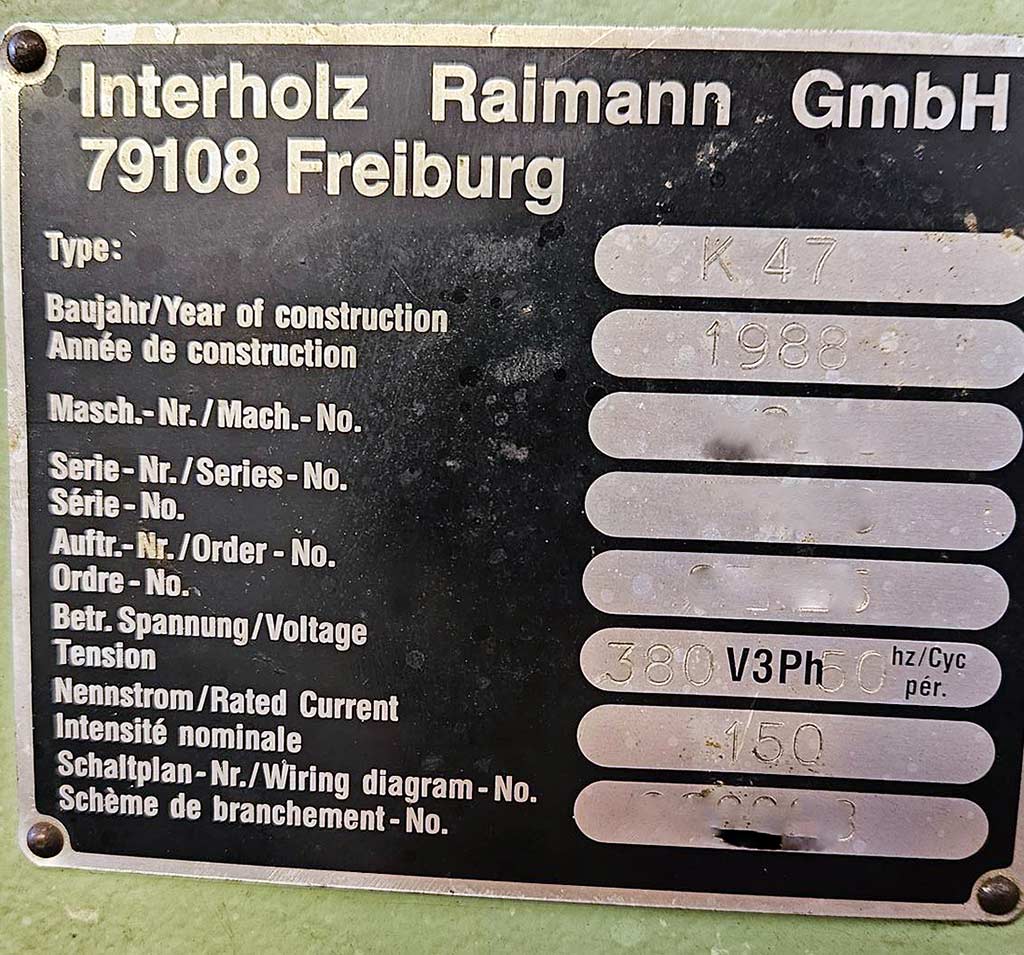 Interholz Raimann GmbH
79108 Freiburg
Type: K 47
Baujahr/Year of construction 1988
Année de construction
Masch.-Nr./Mach.-No.
Serie-Nr./Series-No.
Série-No.
Auftr.-Nr./Order-No.
Ordre-No.
Betr. Spannung/Voltage 380 V3Ph 50 hz/Cyc
Tension pér.
Nennstrom/Rated Current 150
Intensité nominale
Schaltplan-Nr./Wiring diagram-No.
Schème de branchement-No.